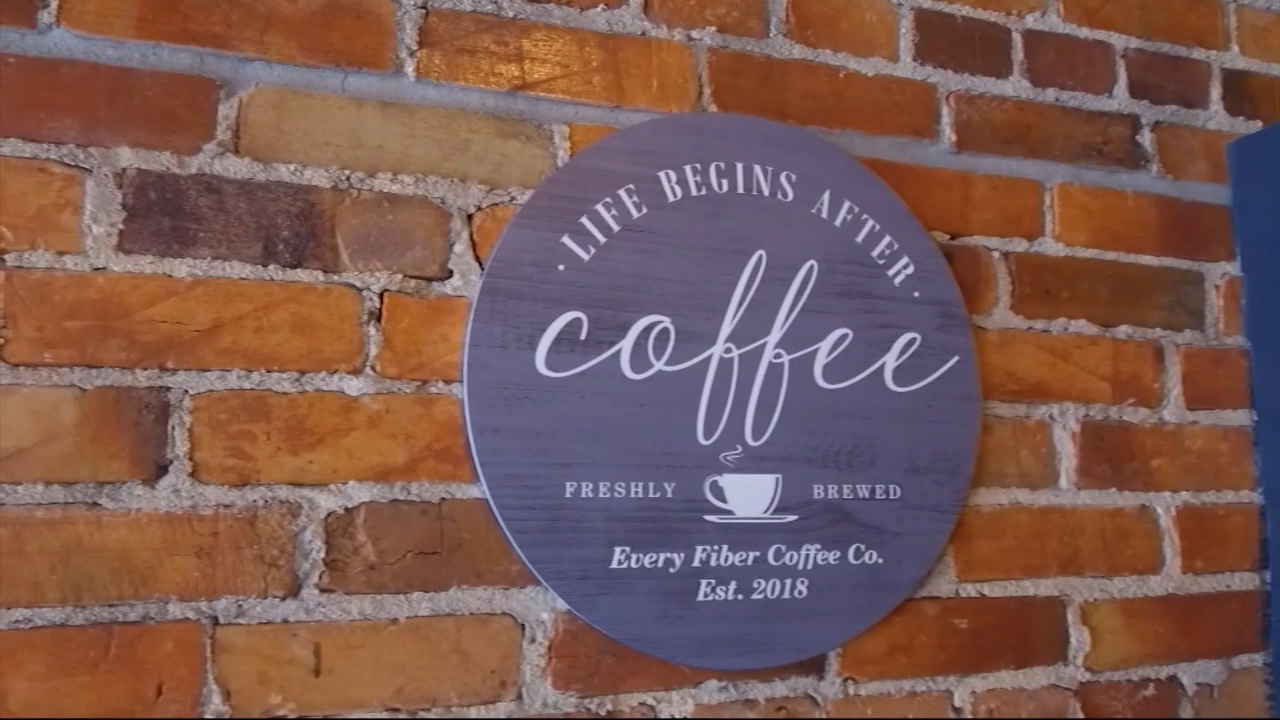 · LIFE BEGINS AFTER ·
coffee
FRESHLY BREWED
Every Fiber Coffee Co.
Est. 2018